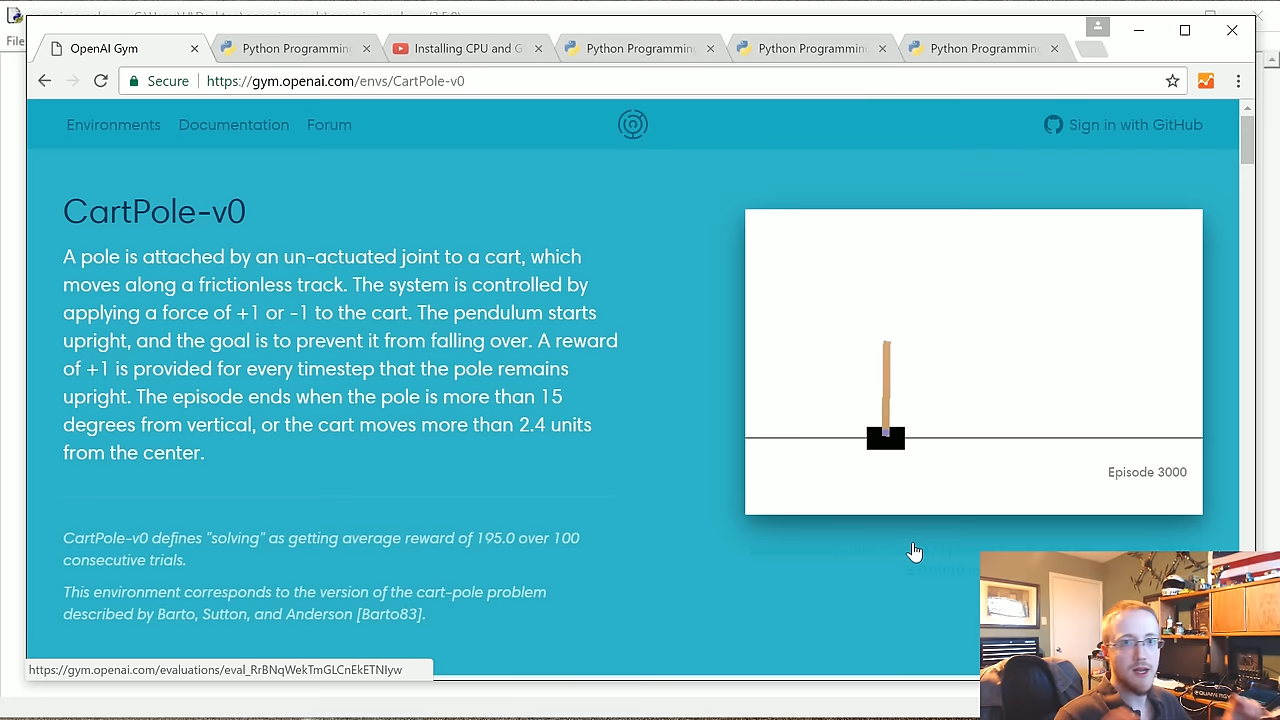 File
OpenAI Gym
Python Programming
Installing CPU and G
Python Programmin
Python Programmin
Python Programmin
Secure
https://gym.openai.com/envs/CartPole-v0
Environments
Documentation
Forum
Sign in with GitHub
CartPole-v0
A pole is attached by an un-actuated joint to a cart, which
moves along a frictionless track. The system is controlled by
applying a force of +1 or -1 to the cart. The pendulum starts
upright, and the goal is to prevent it from falling over. A reward
of +1 is provided for every timestep that the pole remains
upright. The episode ends when the pole is more than 15
degrees from vertical, or the cart moves more than 2.4 units
from the center.
Episode 3000
CartPole-v0 defines "solving" as getting average reward of 195.0 over 100
consecutive trials.
This environment corresponds to the version of the cart-pole problem
described by Barto, Sutton, and Anderson [Barto83].
https://gym.openai.com/evaluations/eval_RrBNqWekTmGLCnEkETNIyw